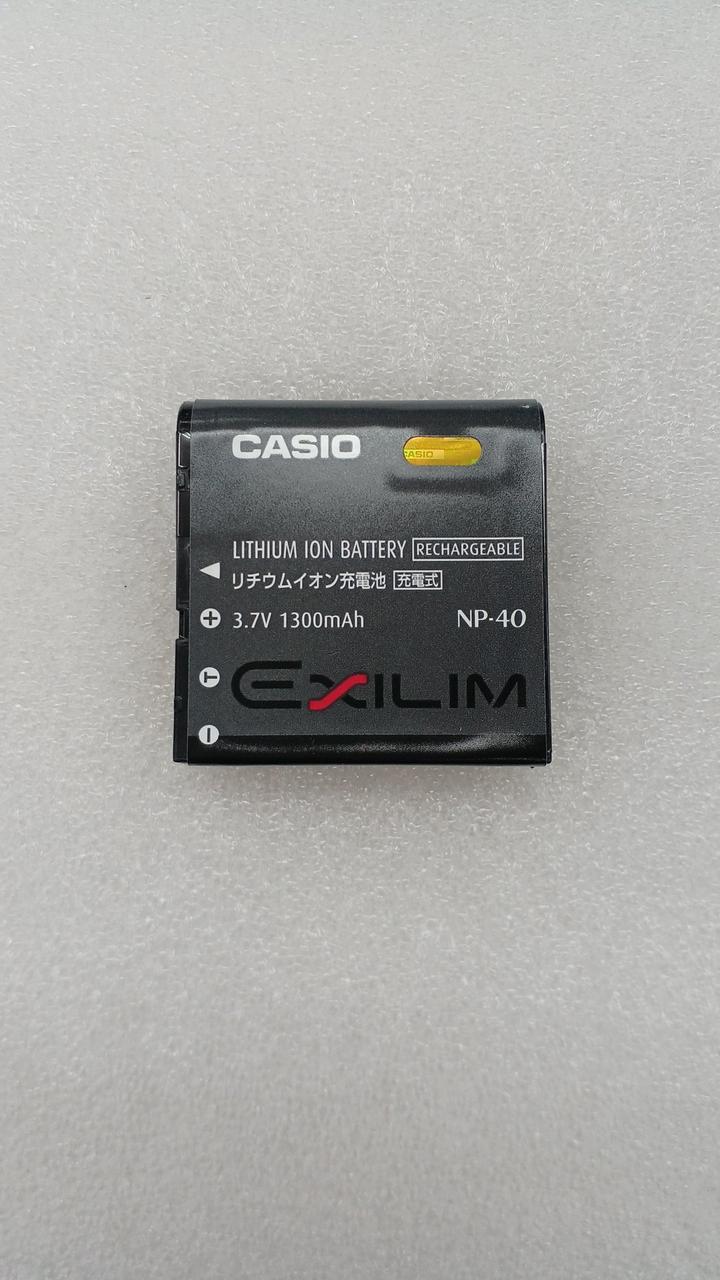 CASIO
CASIO
LITHIUM ION BATTERY RECHARGEABLE
リチウムイオン充電池 充電式
3.7V 1300mAh NP-40
T
EXILIM